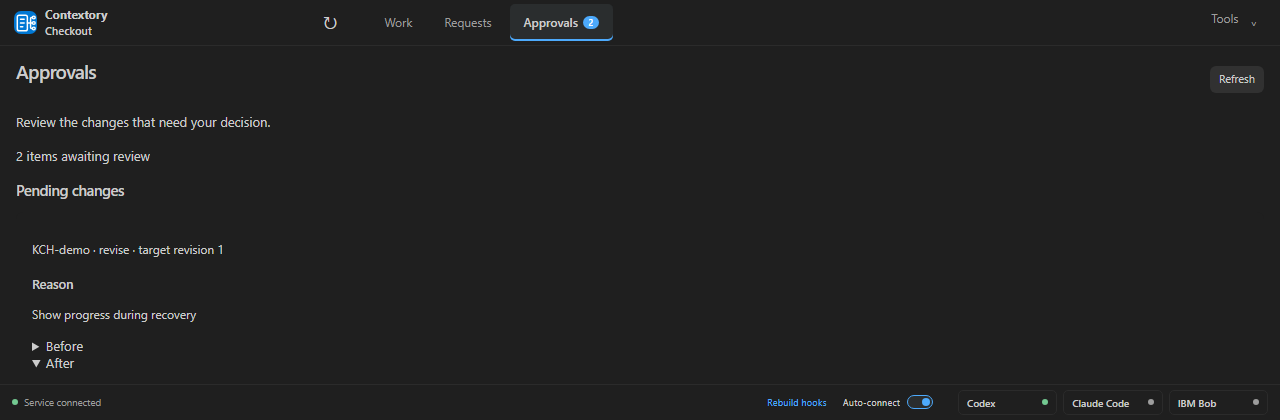 Contextory
Checkout
Work
Requests
Approvals 2
Tools
Approvals
Refresh
Review the changes that need your decision.
2 items awaiting review
Pending changes
KCH-demo · revise · target revision 1
Reason
Show progress during recovery
Before
After
Service connected
Rebuild hooks
Auto-connect
Codex
Claude Code
IBM Bob